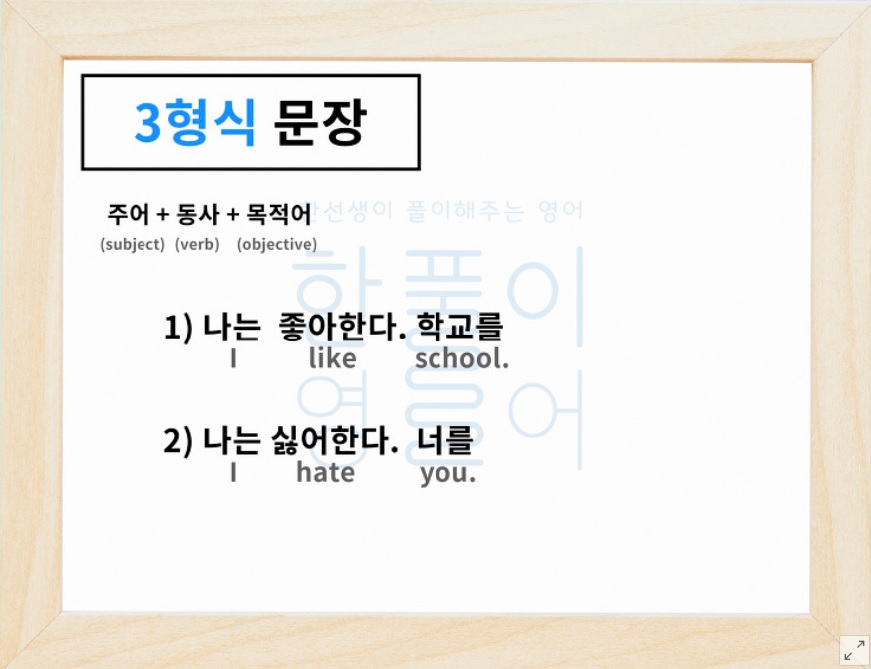 3형식 문장
한선생이 풀이해주는 영어
주어 + 동사 + 목적어
(subject) (verb) (objective)
한풀이
영어
1) 나는 좋아한다. 학교를
I like school.
2) 나는 싫어한다. 너를
I hate you.